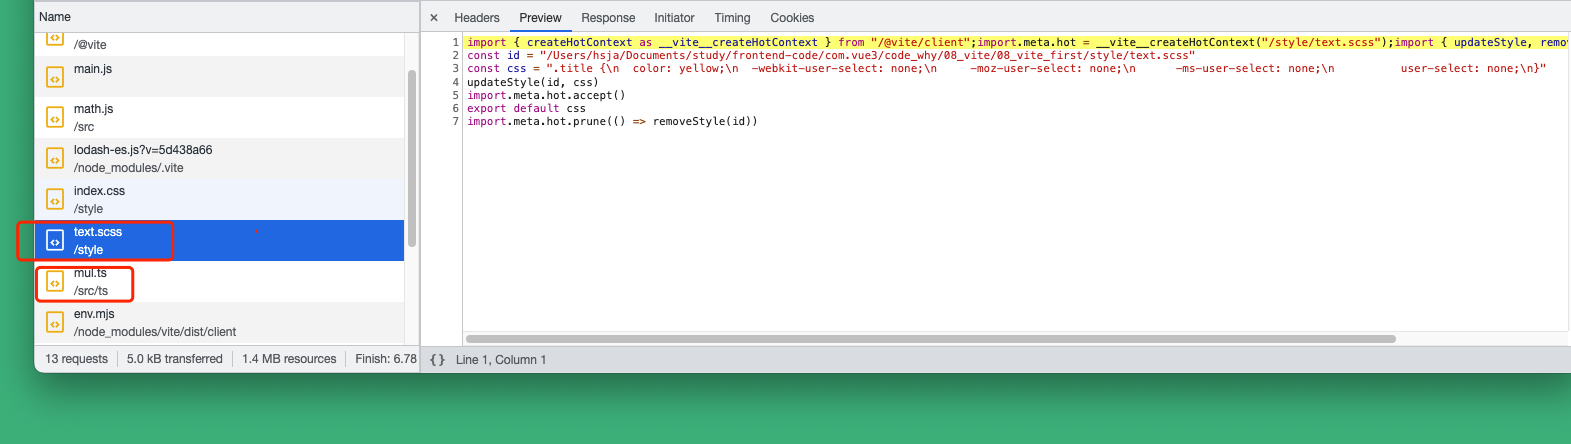 Name
/@vite
main.js
math.js
/src
lodash-es.js?v=5d438a66
/node_modules/.vite
index.css
/style
text.scss
/style
mul.ts
/src/ts
env.mjs
/node_modules/vite/dist/client
13 requests 5.0 kB transferred 1.4 MB resources Finish: 6.78
× Headers Preview Response Initiator Timing Cookies
1 import { createHotContext as __vite__createHotContext } from "/@vite/client";import.meta.hot = __vite__createHotContext("/style/text.scss");import { updateStyle, remov
2 const id = "/Users/hsja/Documents/study/frontend-code/com.vue3/code_why/08_vite/08_vite_first/style/text.scss"
3 const css = ".title {\n  color: yellow;\n  -webkit-user-select: none;\n     -moz-user-select: none;\n      -ms-user-select: none;\n          user-select: none;\n}"
4 updateStyle(id, css)
5 import.meta.hot.accept()
6 export default css
7 import.meta.hot.prune(() => removeStyle(id))
{} Line 1, Column 1